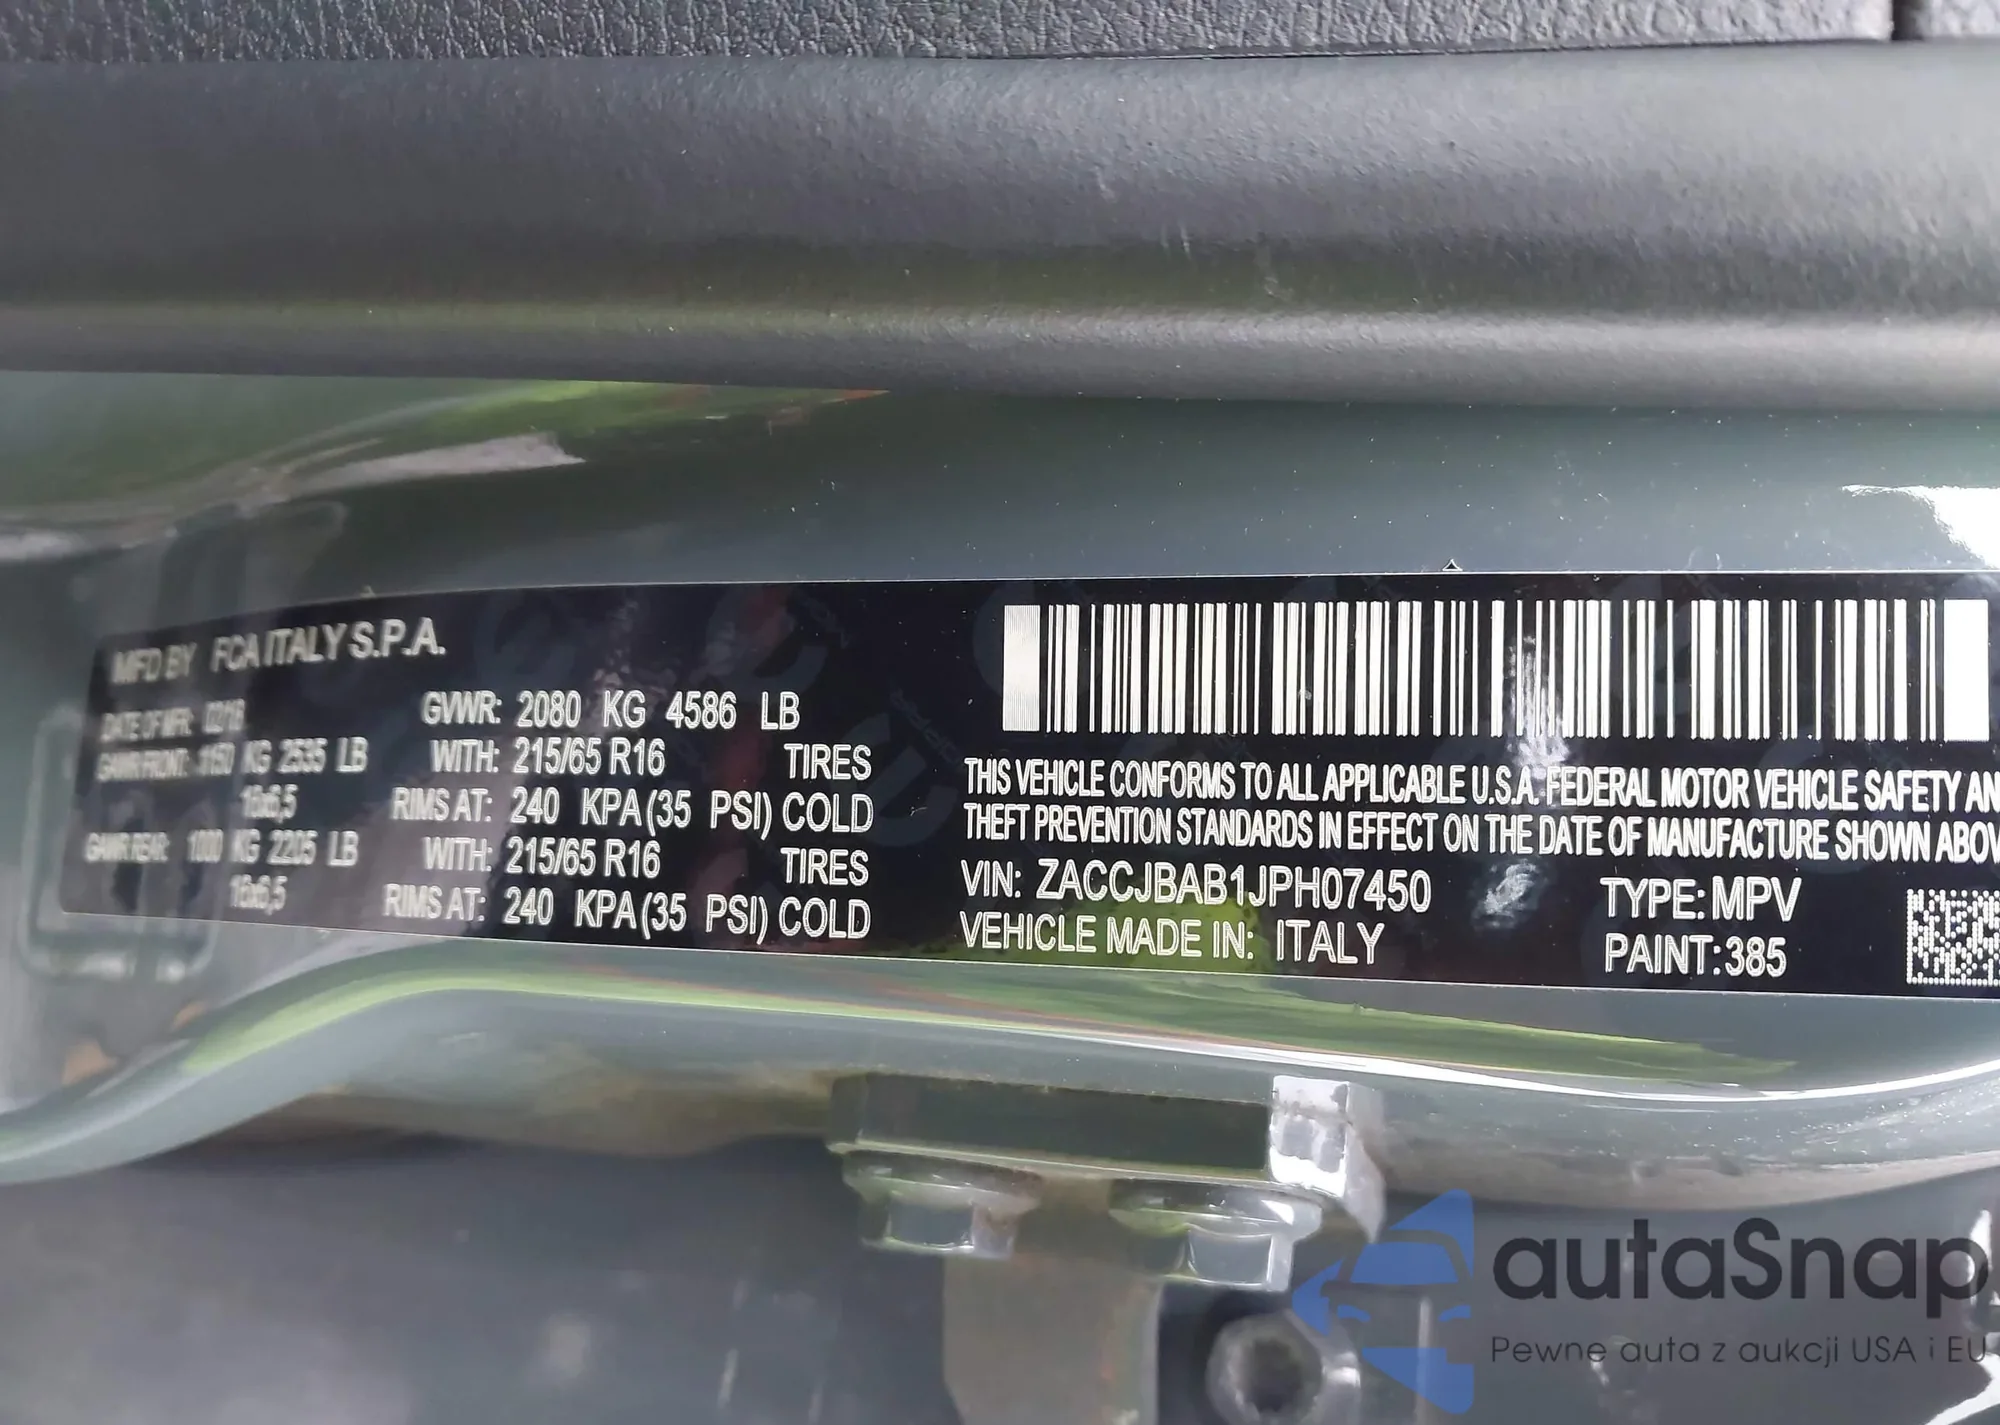 MFD BY FCA ITALY S.P.A.
DATE OF MFR: 02/18
GVWR: 2080 KG 4586 LB
GAWR FRONT: 1150 KG 2535 LB WITH: 215/65 R16 TIRES
16x6,5 RIMS AT: 240 KPA(35 PSI) COLD
GAWR REAR: 1000 KG 2205 LB WITH: 215/65 R16 TIRES
16x6,5 RIMS AT: 240 KPA(35 PSI) COLD
THIS VEHICLE CONFORMS TO ALL APPLICABLE U.S.A. FEDERAL MOTOR VEHICLE SAFETY AN
THEFT PREVENTION STANDARDS IN EFFECT ON THE DATE OF MANUFACTURE SHOWN ABOV
VIN: ZACCJBAB1JPH07450 TYPE: MPV
VEHICLE MADE IN: ITALY PAINT: 385
autaSnap
Pewne auta z aukcji USA i EU